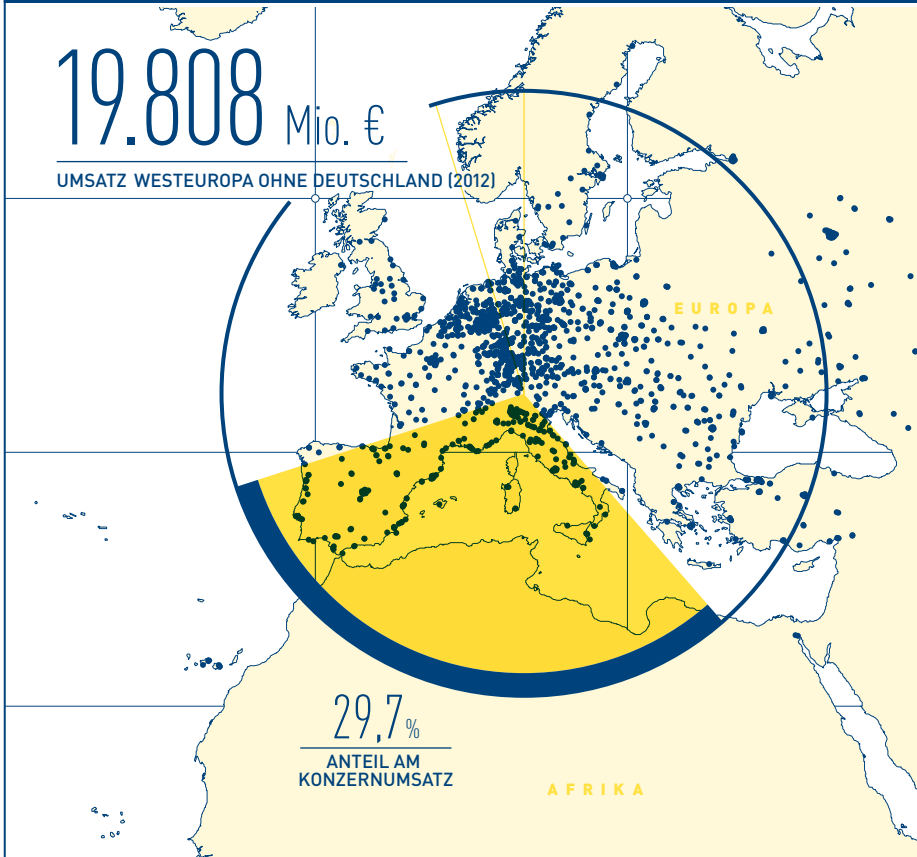 19.808 Mio. €
UMSATZ WESTEUROPA OHNE DEUTSCHLAND (2012)
EUROPA
29,7%
ANTEIL AM
KONZERNUMSATZ
AFRIKA